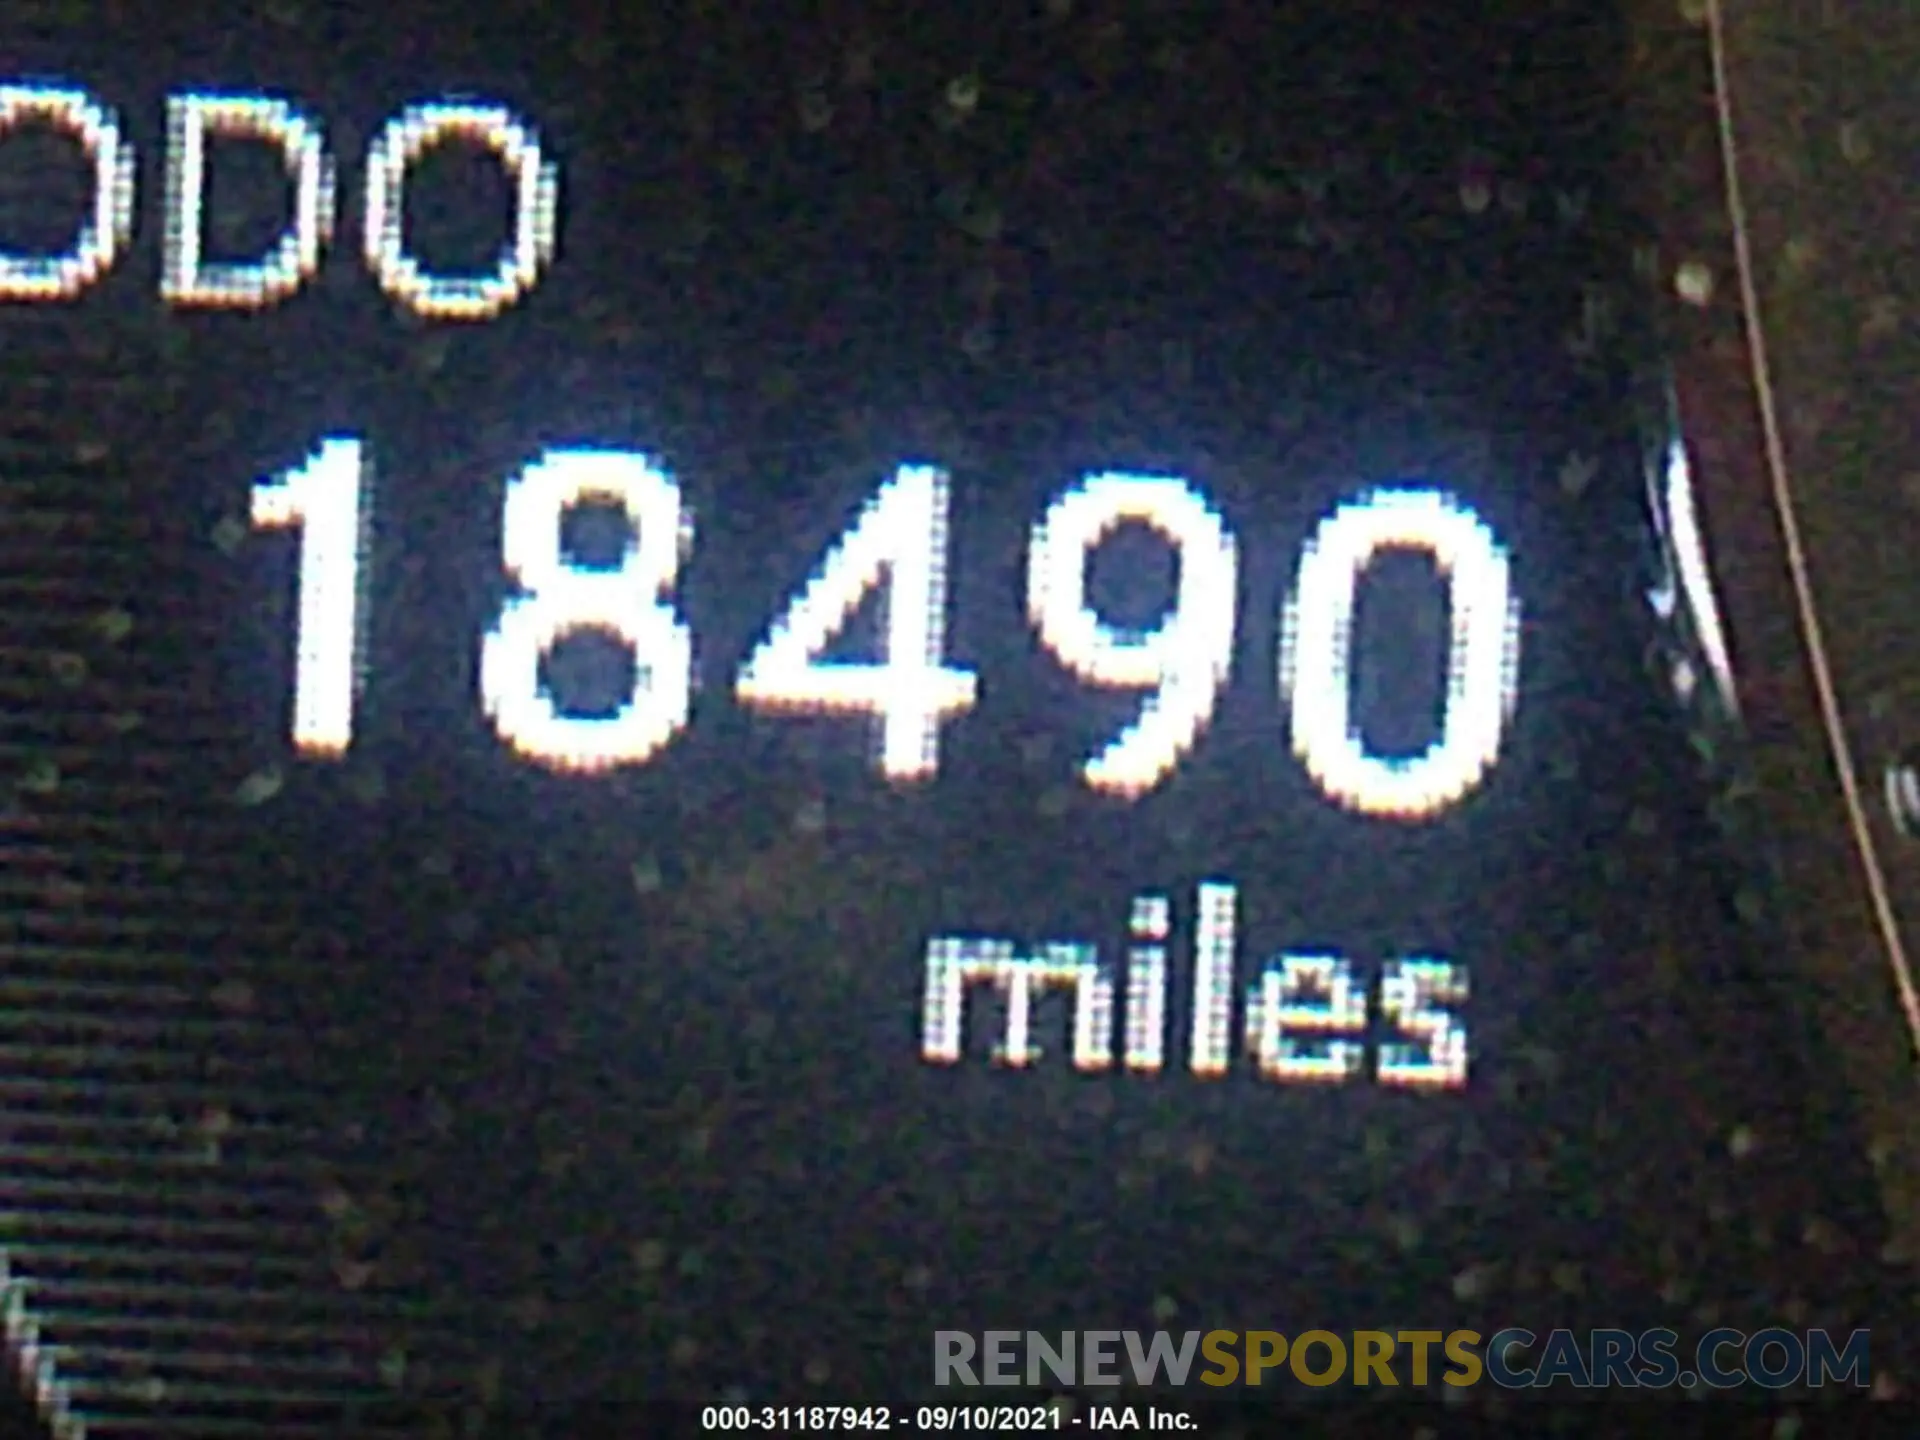 ODO
18490
miles
RENEWSPORTSCARS.COM
000-31187942 - 09/10/2021 - IAA Inc.